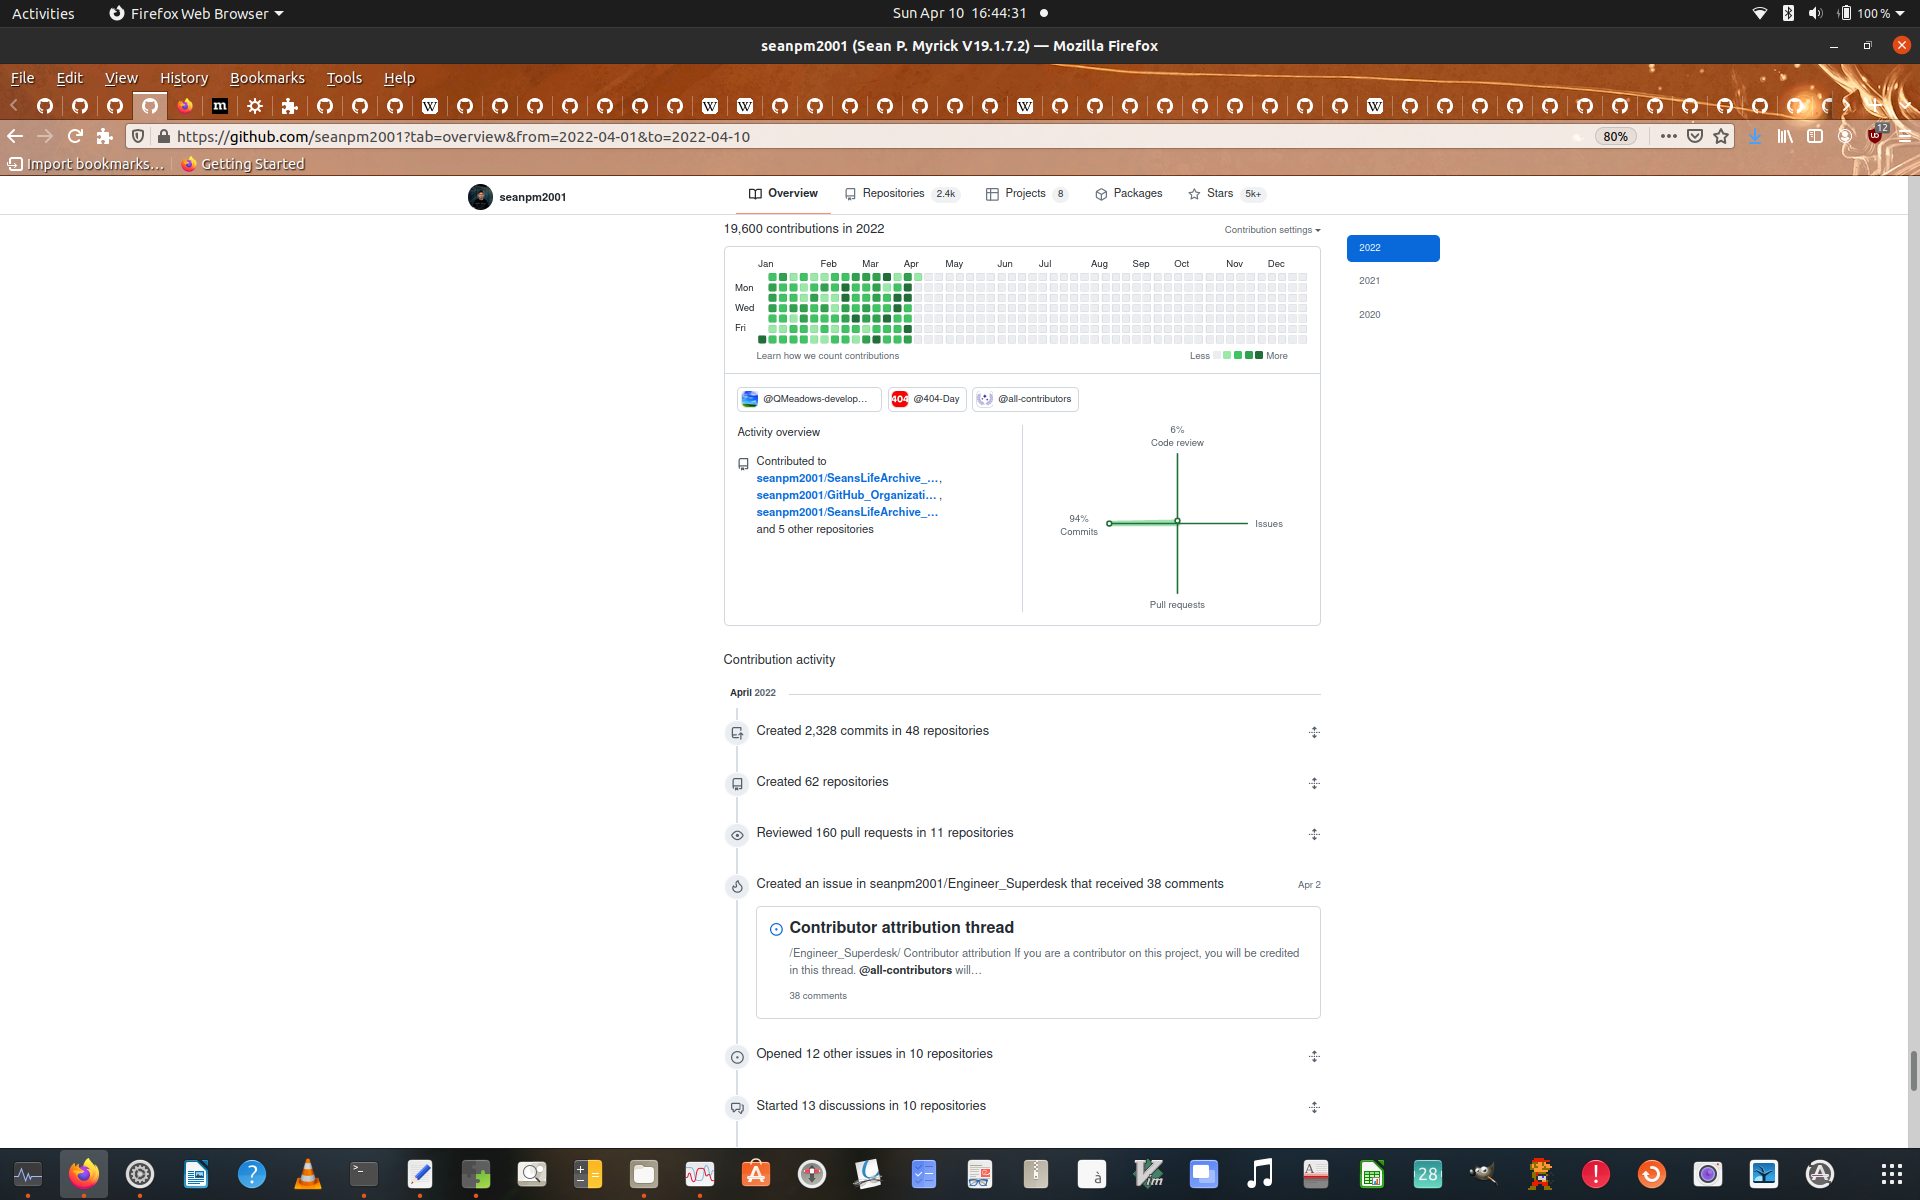 Activities
Firefox Web Browser
Sun Apr 10 16:44:31
100 %
seanpm2001 (Sean P. Myrick V19.1.7.2) — Mozilla Firefox
File Edit View History Bookmarks Tools Help
https://github.com/seanpm2001?tab=overview&from=2022-04-01&to=2022-04-10
80%
12
Import bookmarks…
Getting Started
seanpm2001
Overview
Repositories 2.4k
Projects 8
Packages
Stars 5k+
19,600 contributions in 2022
Contribution settings
2022
2021
2020
Jan Feb Mar Apr May Jun Jul Aug Sep Oct Nov Dec
Mon
Wed
Fri
Learn how we count contributions
Less
More
@QMeadows-develop…
404 @404-Day
@all-contributors
Activity overview
Contributed to
seanpm2001/SeansLifeArchive_…,
seanpm2001/GitHub_Organizati… ,
seanpm2001/SeansLifeArchive_…
and 5 other repositories
6%
Code review
94%
Commits
Issues
Pull requests
Contribution activity
April 2022
Created 2,328 commits in 48 repositories
Created 62 repositories
Reviewed 160 pull requests in 11 repositories
Created an issue in seanpm2001/Engineer_Superdesk that received 38 comments
Apr 2
Contributor attribution thread
/Engineer_Superdesk/ Contributor attribution If you are a contributor on this project, you will be credited
in this thread. @all-contributors will…
38 comments
Opened 12 other issues in 10 repositories
Started 13 discussions in 10 repositories
28